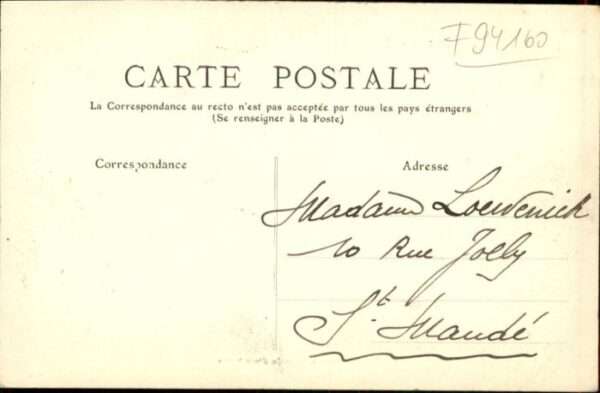 F94160
CARTE POSTALE
La Correspondance au recto n'est pas acceptée par tous les pays étrangers
(Se renseigner à la Poste)
Correspondance
Adresse
Madame Loewenick
10 Rue Jolly
St. Mandé